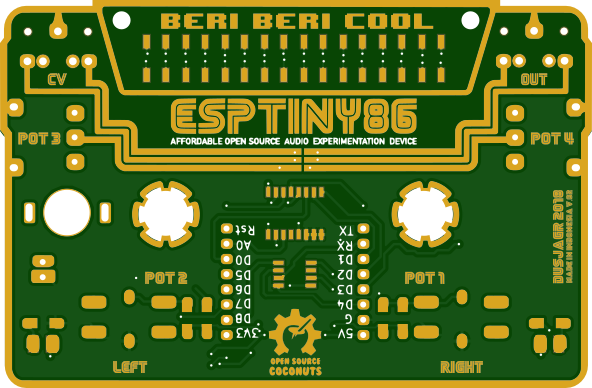 BERI BERI COOL
CV
OUT
ESPTINY86
AFFORDABLE OPEN SOURCE AUDIO EXPERIMENTATION DEVICE
POT 3
POT 4
DUSJAGR 2018
MADE IN INDONESIA V.02
Rst
A0
D0
D5
D6
D7
D8
3V3
TX
RX
D1
D2
D3
D4
G
5V
POT 2
POT 1
OPEN SOURCE
COCONUTS
LEFT
RIGHT